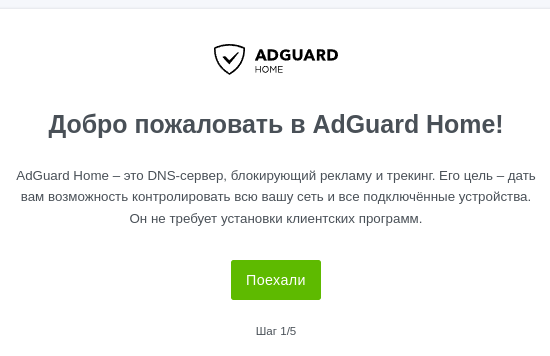 ADGUARD
HOME
Добро пожаловать в AdGuard Home!
AdGuard Home – это DNS-сервер, блокирующий рекламу и трекинг. Его цель – дать
вам возможность контролировать всю вашу сеть и все подключённые устройства.
Он не требует установки клиентских программ.
Поехали
Шаг 1/5